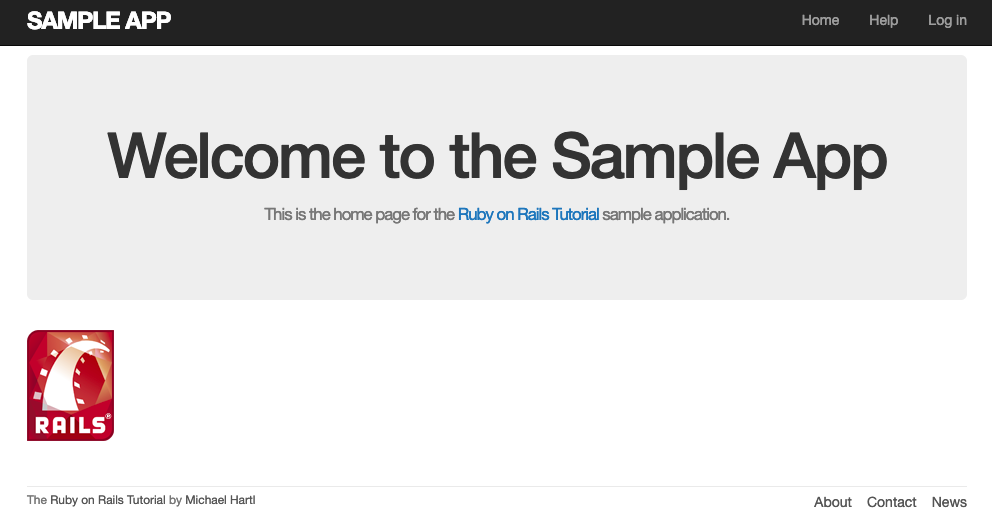 SAMPLE APP
Home Help Log in
Welcome to the Sample App
This is the home page for the Ruby on Rails Tutorial sample application.
RAILS®
The Ruby on Rails Tutorial by Michael Hartl
About Contact News